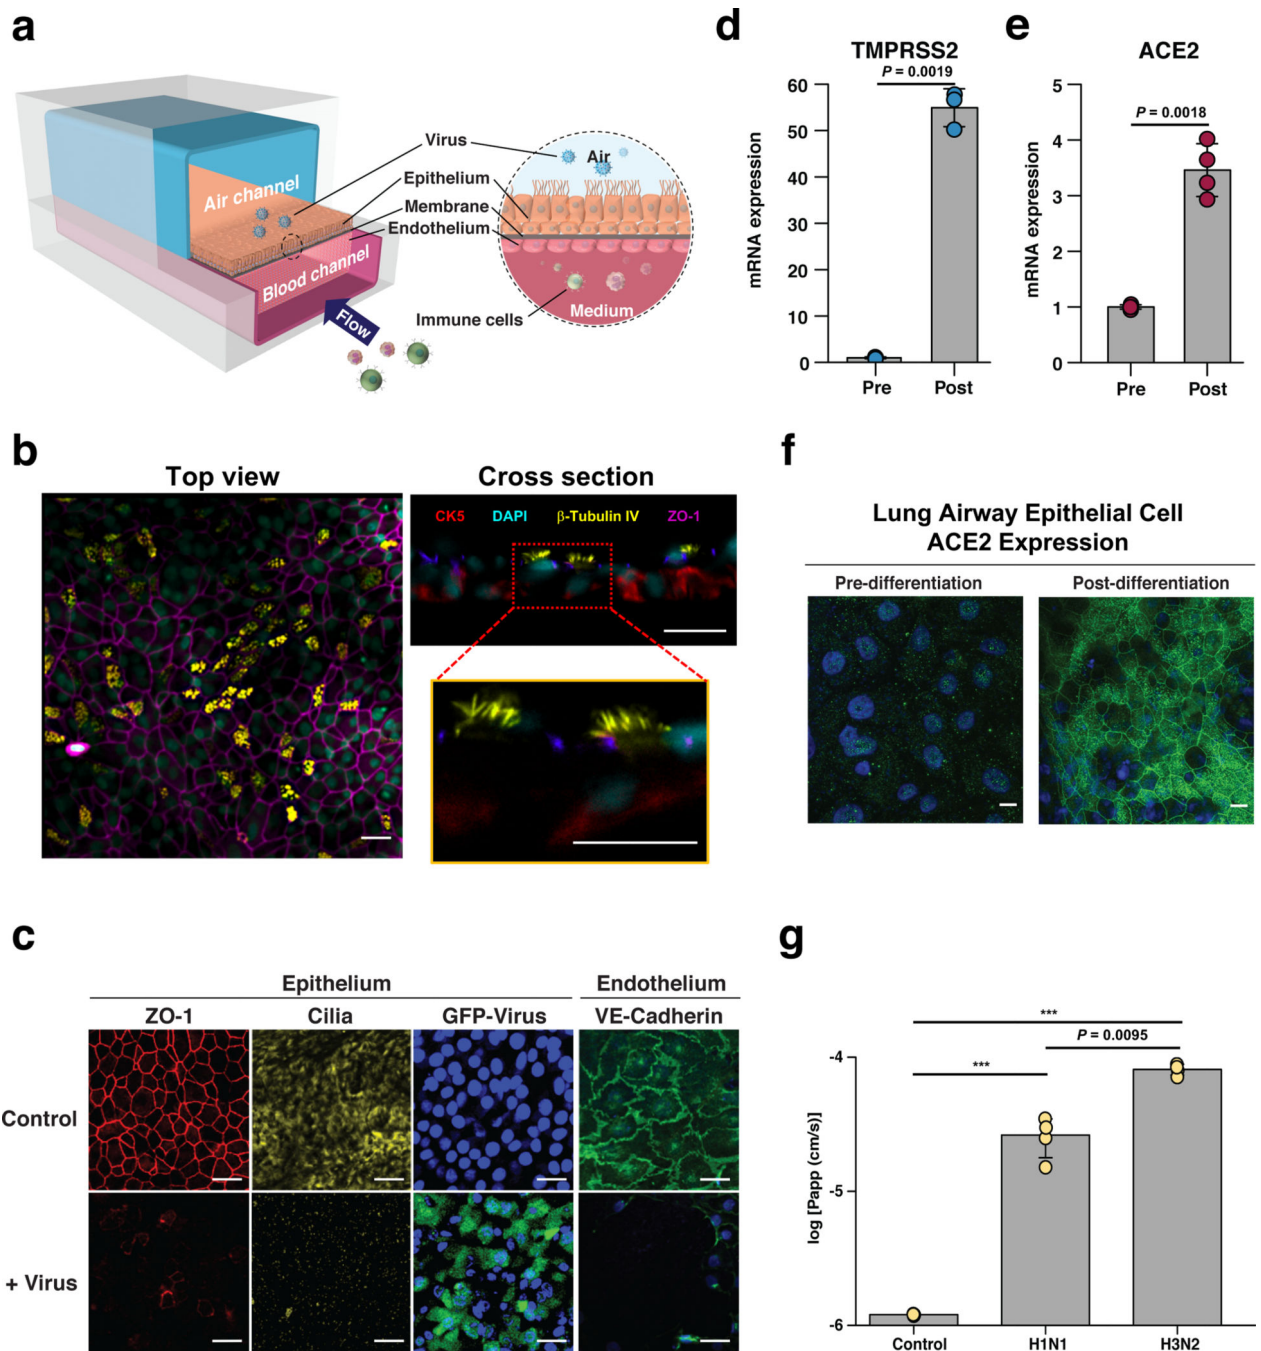 a
Air channel
Blood channel
Flow
Virus
Epithelium
Membrane
Endothelium
Immune cells
Air
Medium
d
TMPRSS2
P = 0.0019
mRNA expression
60
50
40
30
20
10
0
Pre
Post
e
ACE2
P = 0.0018
mRNA expression
5
4
3
2
1
0
Pre
Post
b
Top view
Cross section
CK5 DAPI β-Tubulin IV ZO-1
f
Lung Airway Epithelial Cell
ACE2 Expression
Pre-differentiation
Post-differentiation
c
Epithelium
Endothelium
ZO-1
Cilia
GFP-Virus
VE-Cadherin
Control
+ Virus
g
***
P = 0.0095
***
log [Papp (cm/s)]
-4
-5
-6
Control
H1N1
H3N2